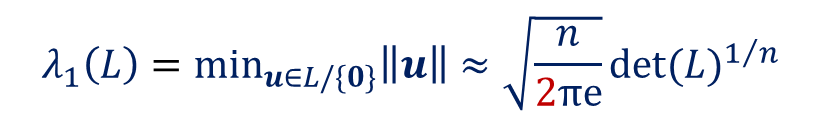 λ₁(L) = min_{u∈L/{0}}‖u‖ ≈ √(n/2πe) det(L)^{1/n}